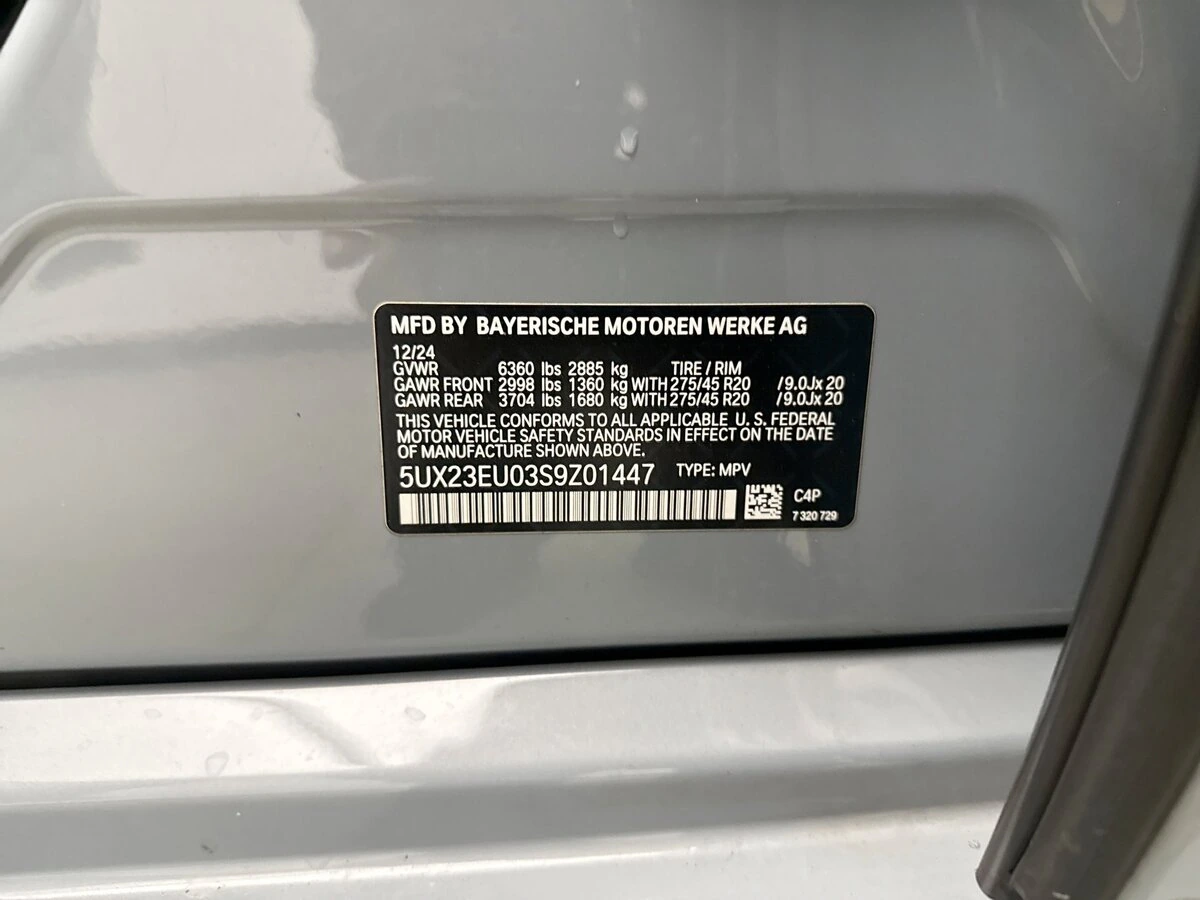 MFD BY BAYERISCHE MOTOREN WERKE AG
12/24
GVWR 6360 lbs 2885 kg TIRE / RIM
GAWR FRONT 2998 lbs 1360 kg WITH 275/45 R20 /9.0Jx 20
GAWR REAR 3704 lbs 1680 kg WITH 275/45 R20 /9.0Jx 20
THIS VEHICLE CONFORMS TO ALL APPLICABLE U. S. FEDERAL
MOTOR VEHICLE SAFETY STANDARDS IN EFFECT ON THE DATE
OF MANUFACTURE SHOWN ABOVE.
5UX23EU03S9Z01447 TYPE: MPV
C4P
7 320 729